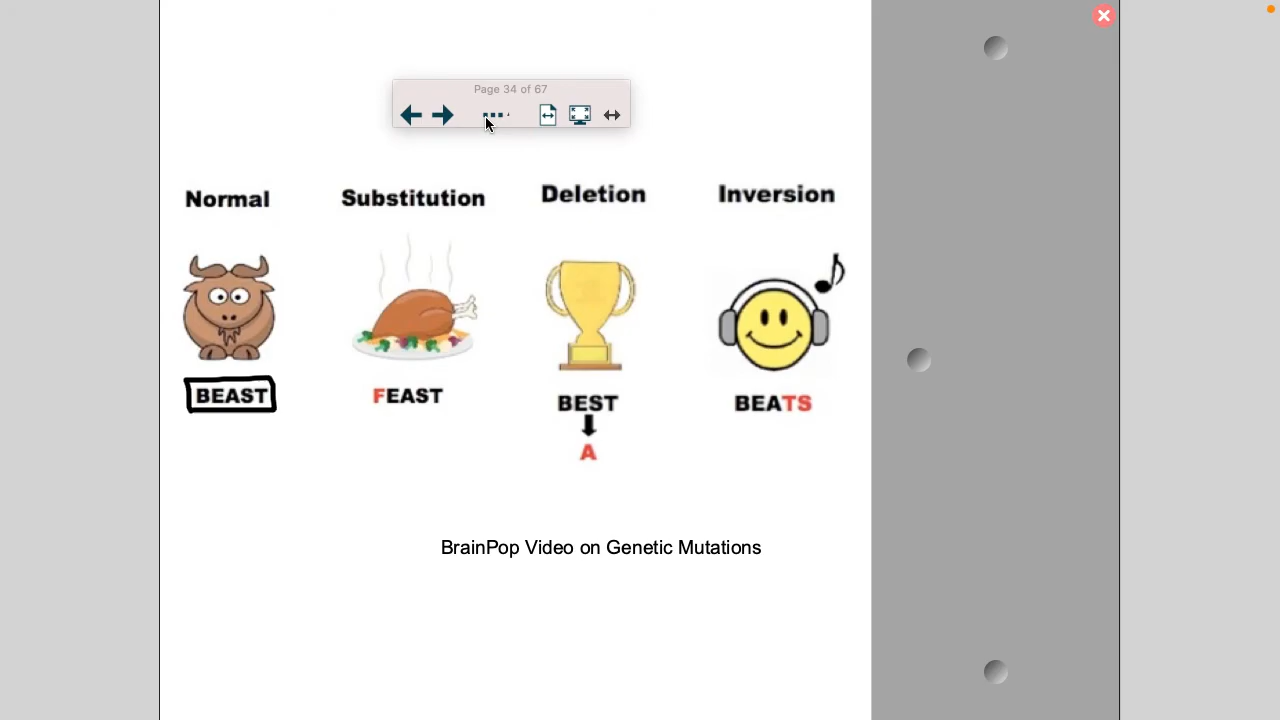 Page 34 of 67
Normal
Substitution
Deletion
Inversion
BEAST
FEAST
BEST
A
BEATS
BrainPop Video on Genetic Mutations